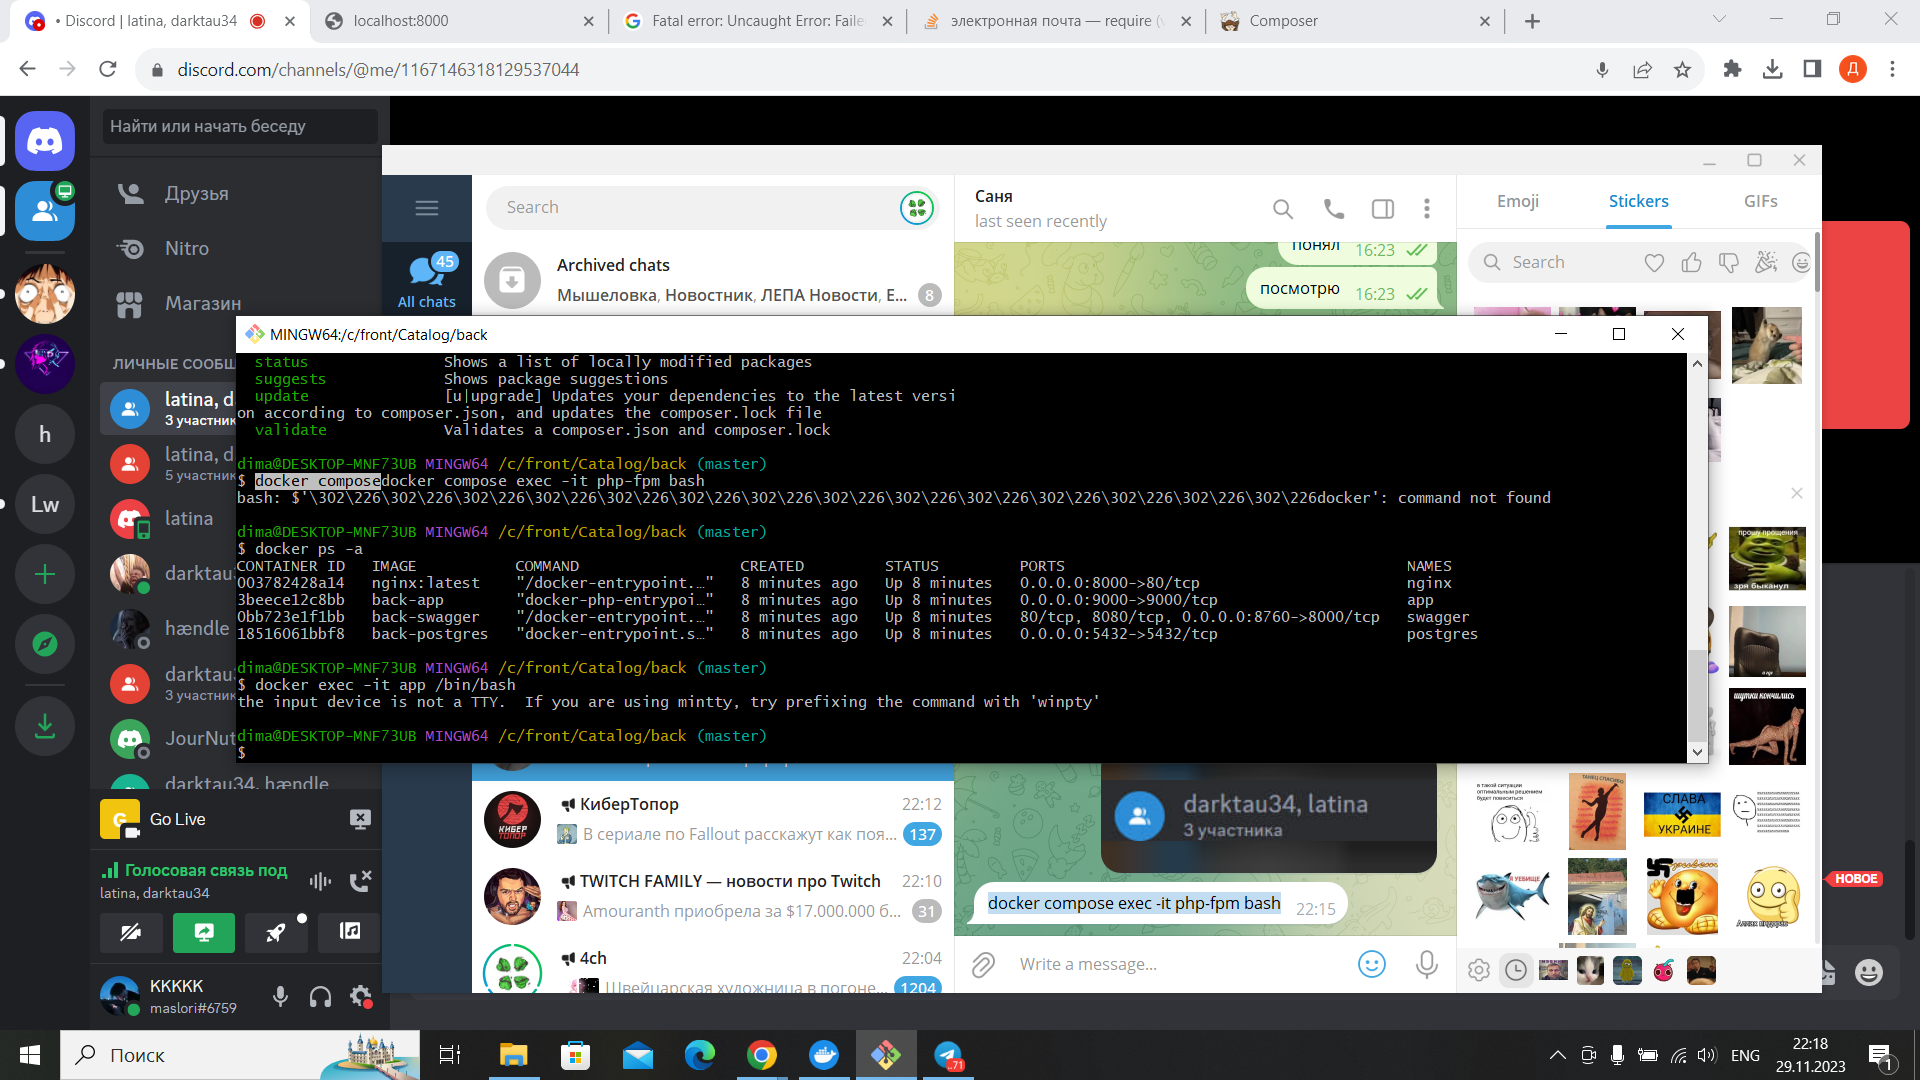 • Discord | latina, darktau34
localhost:8000
Fatal error: Uncaught Error: Faile
электронная почта — require (v
Composer
discord.com/channels/@me/1167146318129537044
Д
Найти или начать беседу
Друзья
Nitro
Магазин
ЛИЧНЫЕ СООБЩ
latina, d
3 участник
latina, d
5 участник
latina
darktau
hændle
darktau
3 участник
JourNut
darktau34, hændle
h
Lw
Go Live
Голосовая связь под
latina, darktau34
KKKKK
maslori#6759
Search
45
All chats
Archived chats
Мышеловка, Новостник, ЛЕПА Новости, Е...
8
Саня
last seen recently
понял 16:23
посмотрю 16:23
Emoji
Stickers
GIFs
Search
MINGW64:/c/front/Catalog/back
status Shows a list of locally modified packages
suggests Shows package suggestions
update [u|upgrade] Updates your dependencies to the latest versi
on according to composer.json, and updates the composer.lock file
validate Validates a composer.json and composer.lock
dima@DESKTOP-MNF73UB MINGW64 /c/front/Catalog/back (master)
$ docker composedocker compose exec -it php-fpm bash
bash: $'\302\226\302\226\302\226\302\226\302\226\302\226\302\226\302\226\302\226\302\226\302\226\302\226\302\226\302\226docker': command not found
dima@DESKTOP-MNF73UB MINGW64 /c/front/Catalog/back (master)
$ docker ps -a
CONTAINER ID IMAGE COMMAND CREATED STATUS PORTS NAMES
003782428a14 nginx:latest "/docker-entrypoint.…" 8 minutes ago Up 8 minutes 0.0.0.0:8000->80/tcp nginx
3beece12c8bb back-app "docker-php-entrypoi…" 8 minutes ago Up 8 minutes 0.0.0.0:9000->9000/tcp app
0bb723e1f1bb back-swagger "/docker-entrypoint.…" 8 minutes ago Up 8 minutes 80/tcp, 8080/tcp, 0.0.0.0:8760->8000/tcp swagger
18516061bbf8 back-postgres "docker-entrypoint.s…" 8 minutes ago Up 8 minutes 0.0.0.0:5432->5432/tcp postgres
dima@DESKTOP-MNF73UB MINGW64 /c/front/Catalog/back (master)
$ docker exec -it app /bin/bash
the input device is not a TTY.  If you are using mintty, try prefixing the command with 'winpty'
dima@DESKTOP-MNF73UB MINGW64 /c/front/Catalog/back (master)
$
КиберТопор 22:12
В сериале по Fallout расскажут как поя... 137
TWITCH FAMILY — новости про Twitch 22:10
Amouranth приобрела за $17.000.000 б... 31
4ch 22:04
Швейцарская художница в погоне... 1204
darktau34, latina
3 участника
docker compose exec -it php-fpm bash 22:15
Write a message...
прошу прощения
зря быканул
шутки кончились
в такой ситуации
оптимальным решением
будет повеситься
ТАНЕЦ СПАСИБО
СЛАВА
УКРАИНЕ
НОВОЕ
Поиск
71
ENG
22:18
29.11.2023
1